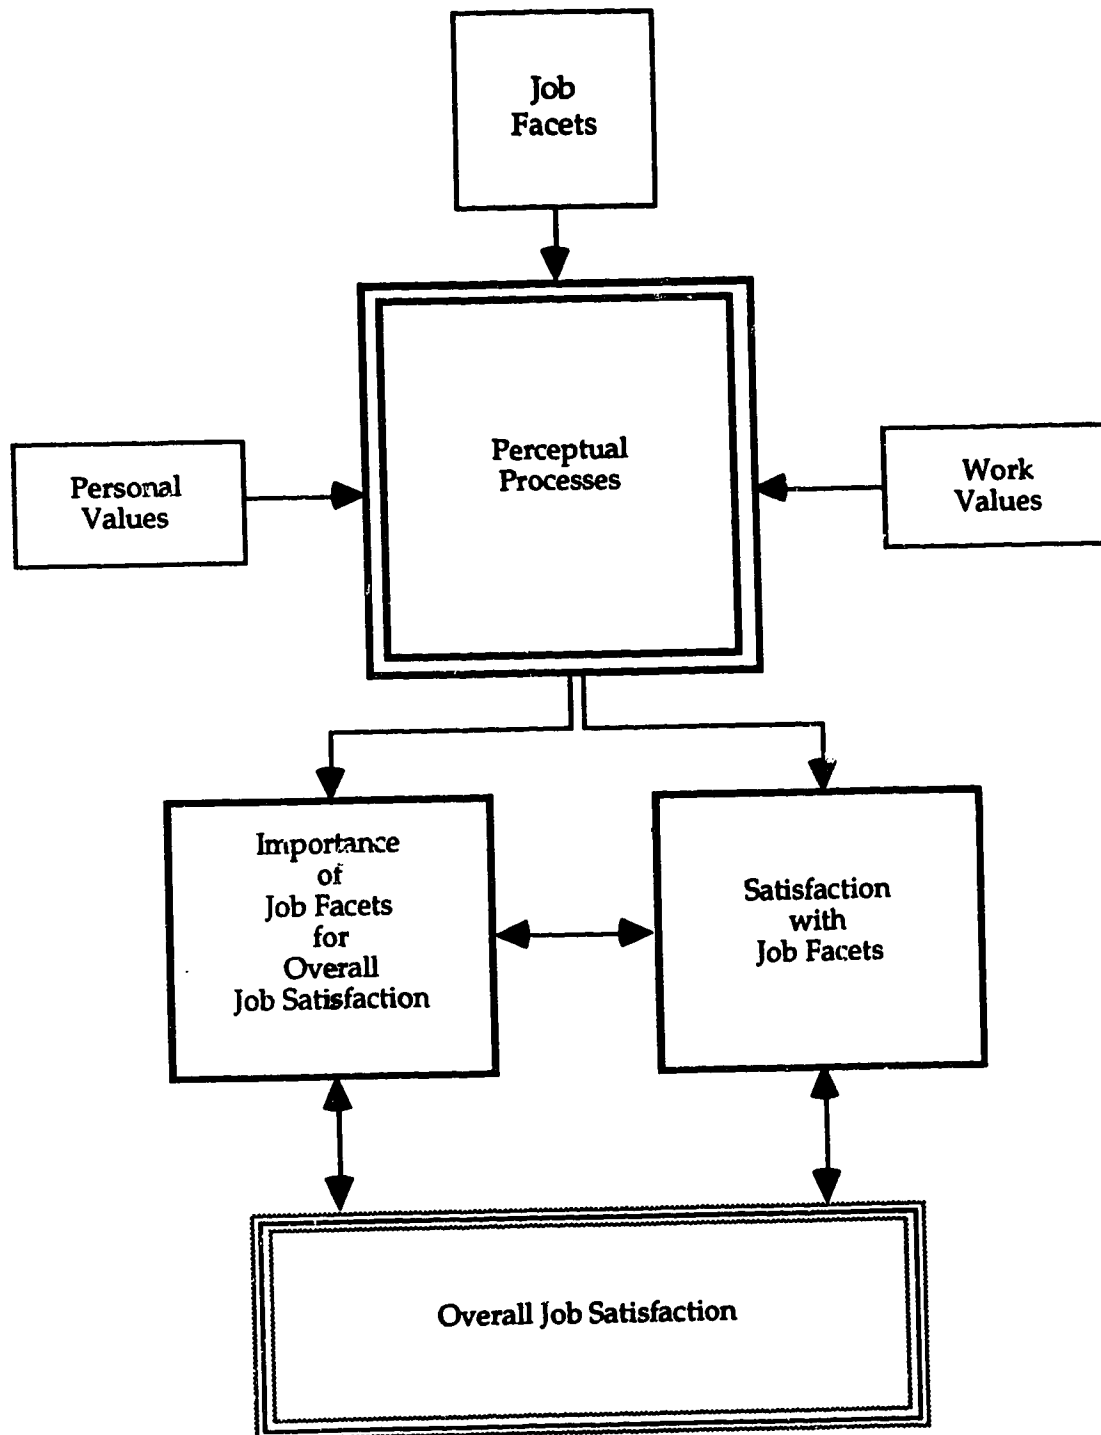 Job
Facets
Perceptual
Processes
Personal
Values
Work
Values
Importance
of
Job Facets
for
Overall
Job Satisfaction
Satisfaction
with
Job Facets
Overall Job Satisfaction